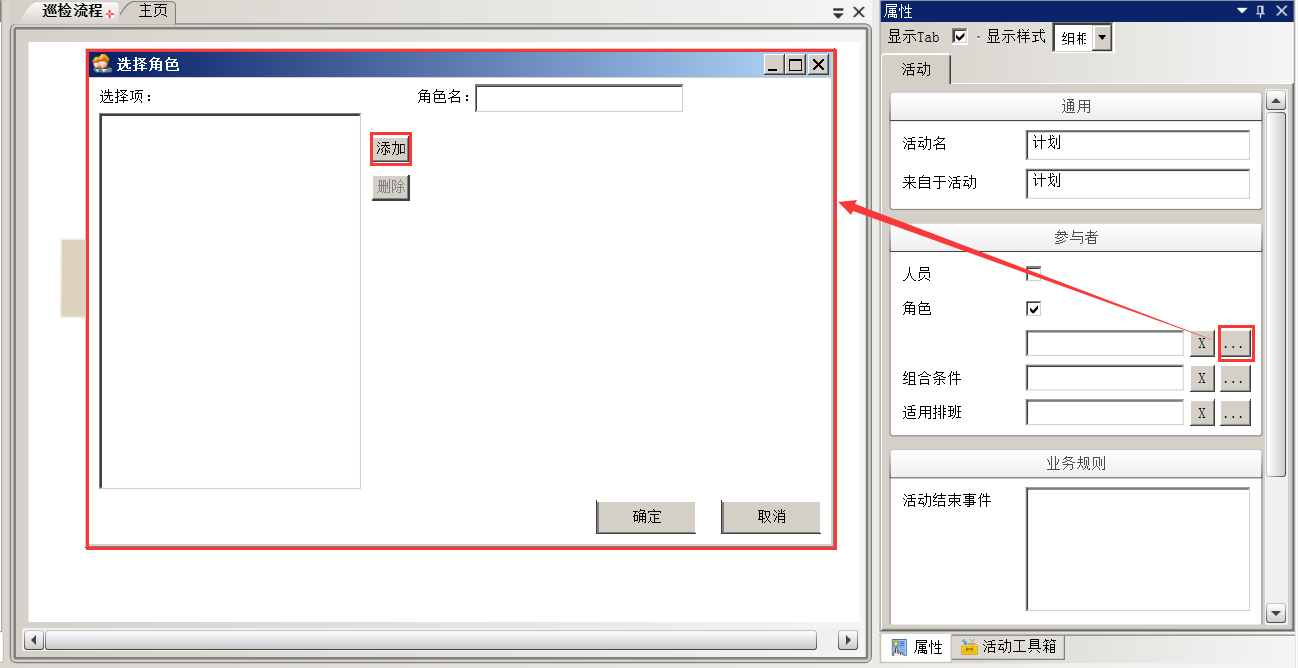 巡检流程
主页
选择角色
选择项：
角色名：
添加
删除
确定
取消
属性
显示Tab - 显示样式
活动
通用
活动名 计划
来自于活动 计划
参与者
人员
角色
X ...
组合条件 X ...
适用排班 X ...
业务规则
活动结束事件
属性
活动工具箱